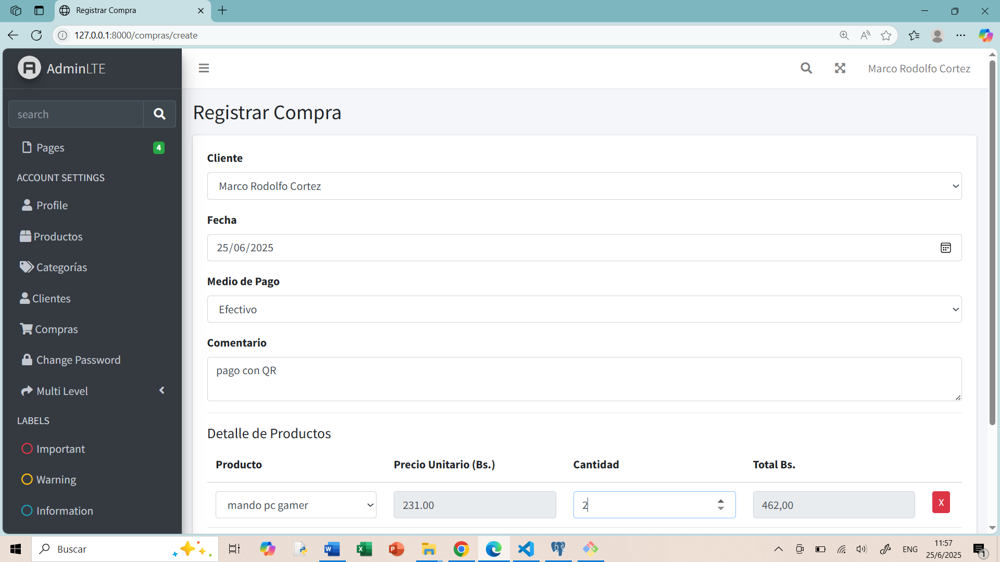 Registrar Compra
127.0.0.1:8000/compras/create
AdminLTE
Marco Rodolfo Cortez
search
Pages
4
ACCOUNT SETTINGS
Profile
Productos
Categorías
Clientes
Compras
Change Password
Multi Level
LABELS
Important
Warning
Information
Registrar Compra
Cliente
Marco Rodolfo Cortez
Fecha
25/06/2025
Medio de Pago
Efectivo
Comentario
pago con QR
Detalle de Productos
Producto Precio Unitario (Bs.) Cantidad Total Bs.
mando pc gamer 231.00 2 462,00 X
Buscar
ENG
11:57
25/6/2025
1